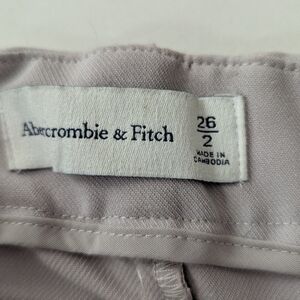 Abercrombie & Fitch
26
2
MADE IN
CAMBODIA